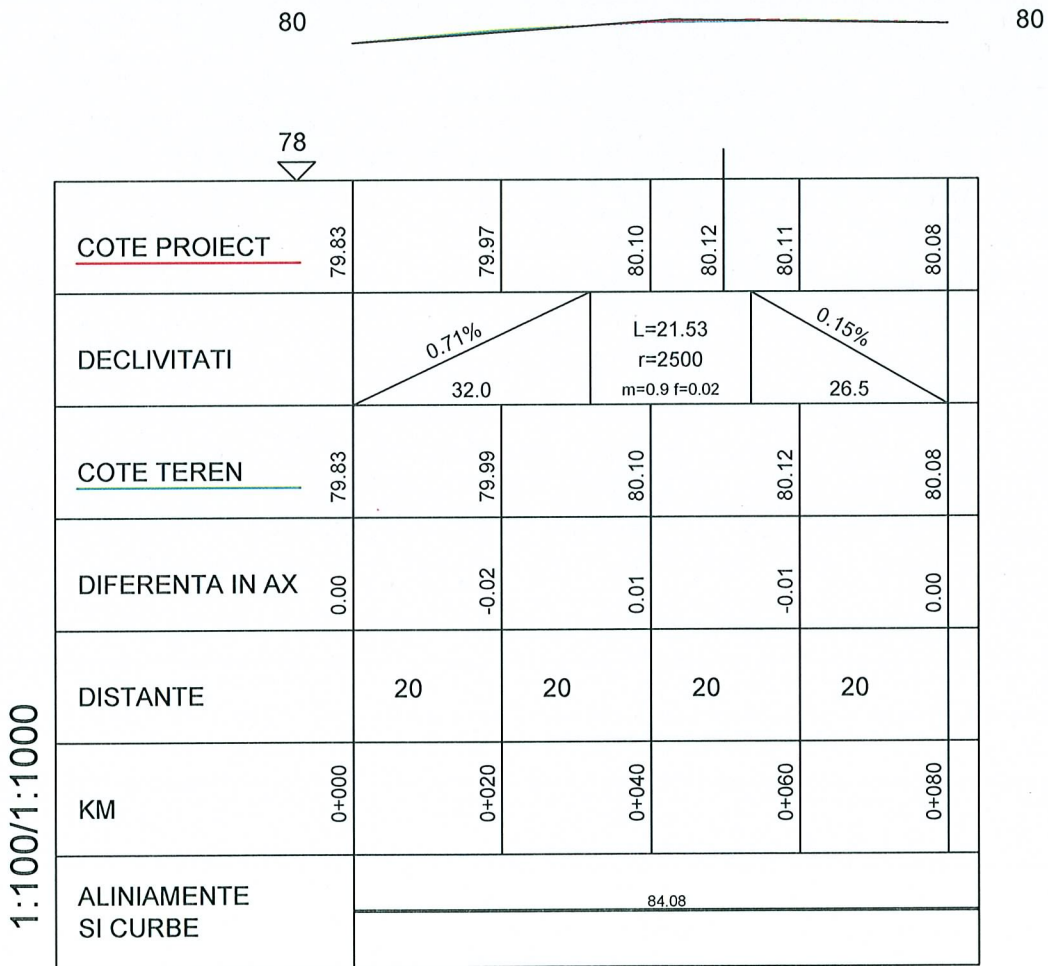 80 80
78
COTE PROIECT 79.83 79.97 80.10 80.12 80.11 80.08
DECLIVITATI 0.71% 32.0 L=21.53 0.15% 26.5
r=2500
m=0.9 f=0.02
COTE TEREN 79.83 79.99 80.10 80.12 80.08
DIFERENTA IN AX 0.00 -0.02 0.01 -0.01 0.00
DISTANTE 20 20 20 20
KM 0+000 0+020 0+040 0+060 0+080
ALINIAMENTE
SI CURBE 84.08
1:100/1:1000